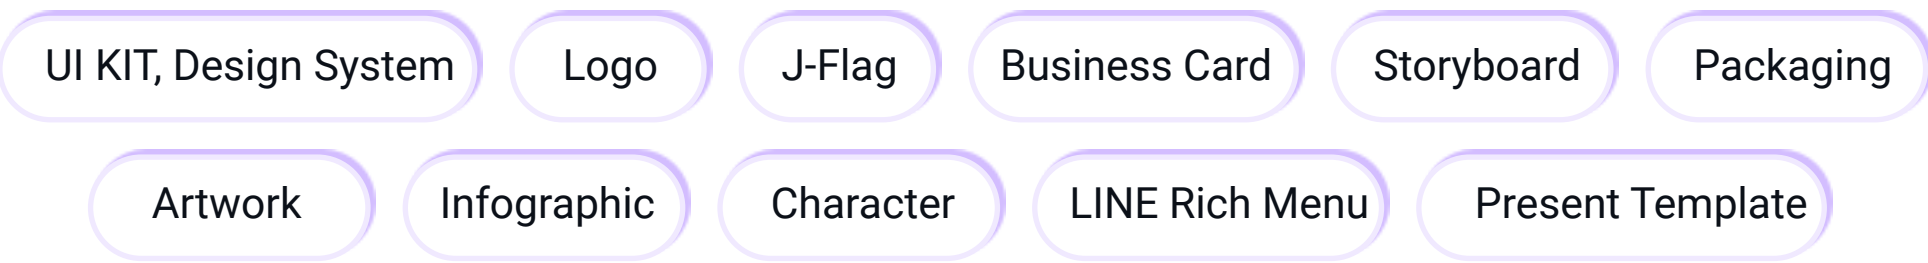 UI KIT, Design System Logo J-Flag Business Card Storyboard Packaging
Artwork Infographic Character LINE Rich Menu Present Template